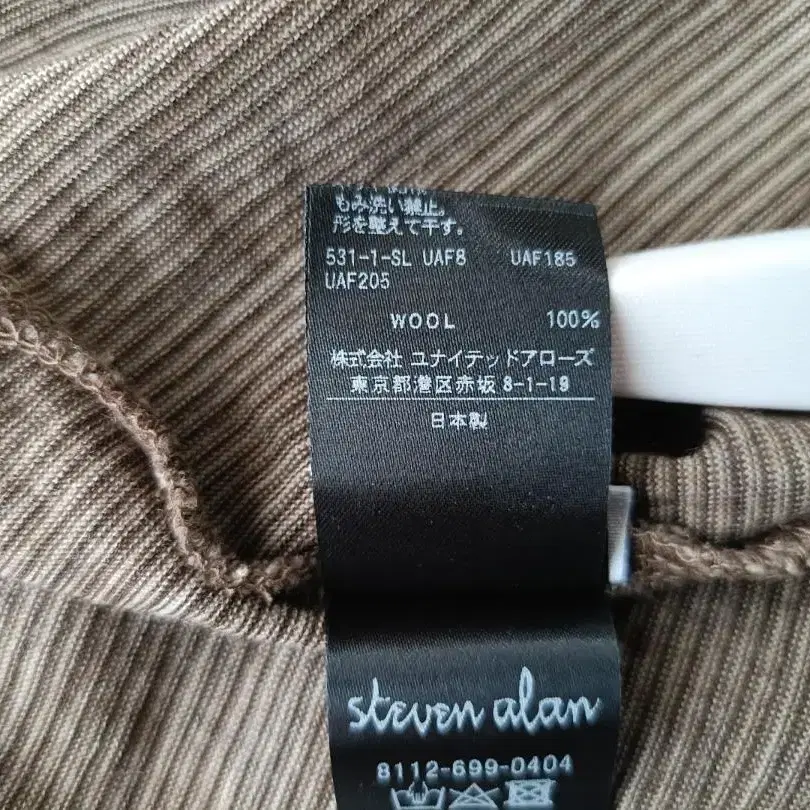 もみ洗い禁止。
形を整えて干す。
531-1-SL UAF8 UAF185
UAF205
WOOL 100%
株式会社 ユナイテッドアローズ
東京都港区赤坂 8-1-19
日本製
steven alan
8112-699-0404